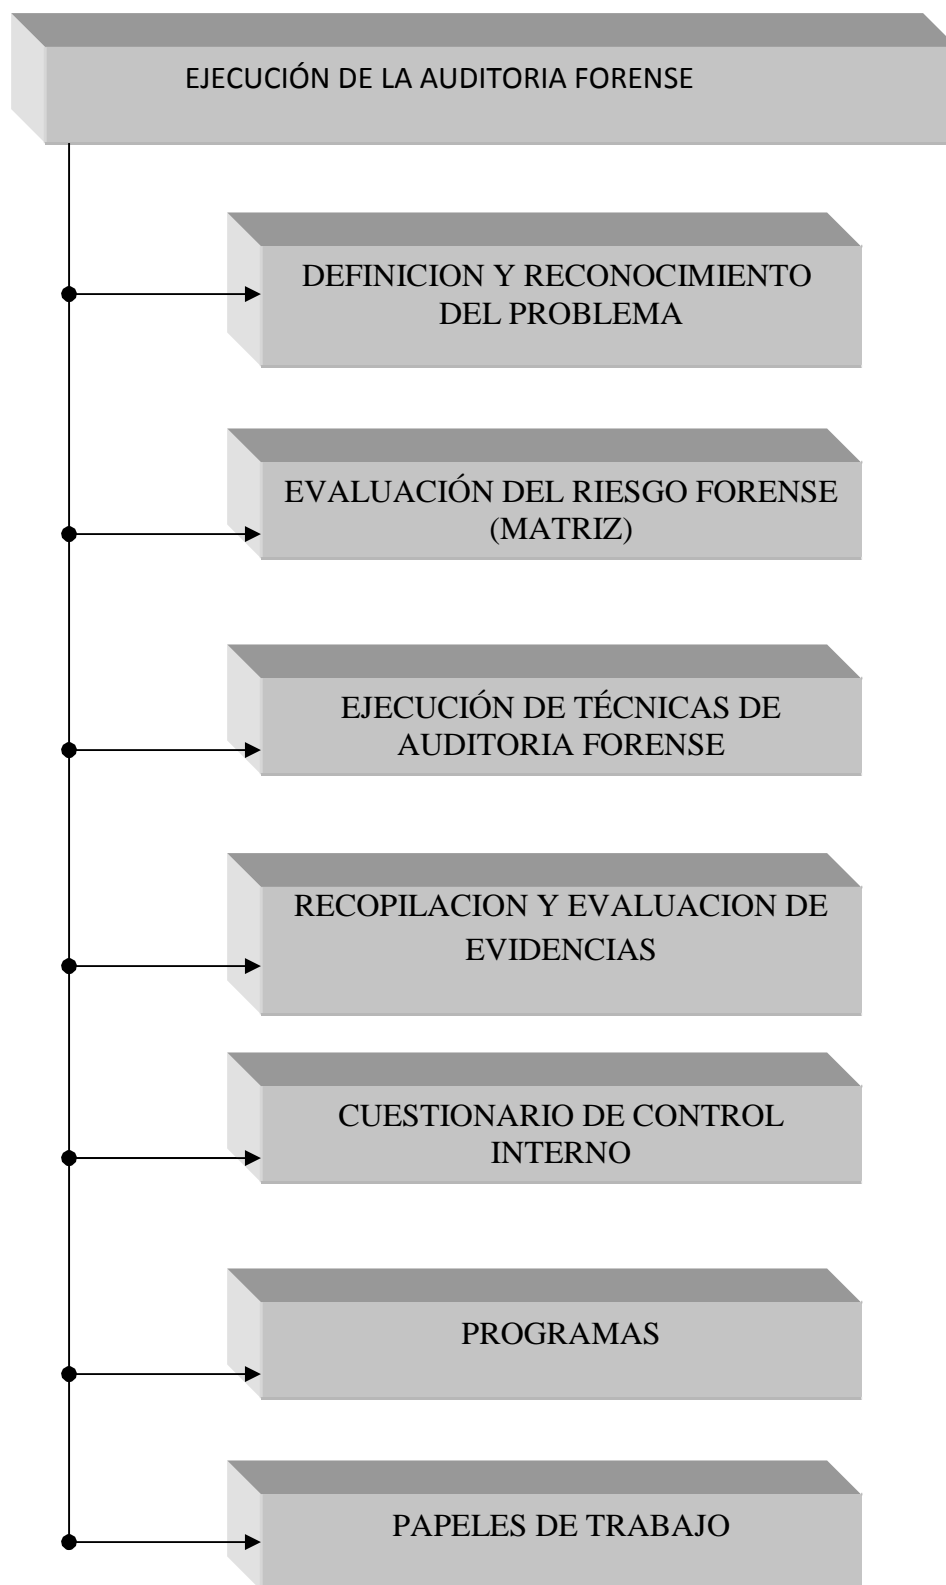 EJECUCIÓN DE LA AUDITORIA FORENSE
DEFINICION Y RECONOCIMIENTO
DEL PROBLEMA
EVALUACIÓN DEL RIESGO FORENSE
(MATRIZ)
EJECUCIÓN DE TÉCNICAS DE
AUDITORIA FORENSE
RECOPILACION Y EVALUACION DE
EVIDENCIAS
CUESTIONARIO DE CONTROL
INTERNO
PROGRAMAS
PAPELES DE TRABAJO